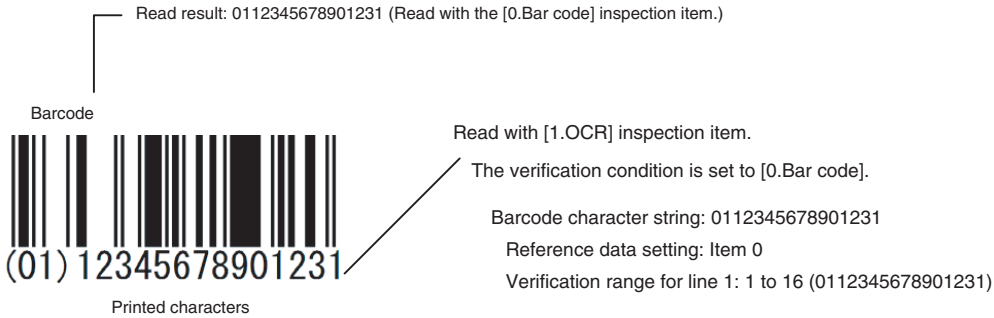 Read result: 0112345678901231 (Read with the [0.Bar code] inspection item.)
Barcode
(01)12345678901231
Printed characters
Read with [1.OCR] inspection item.
The verification condition is set to [0.Bar code].
Barcode character string: 0112345678901231
Reference data setting: Item 0
Verification range for line 1: 1 to 16 (0112345678901231)